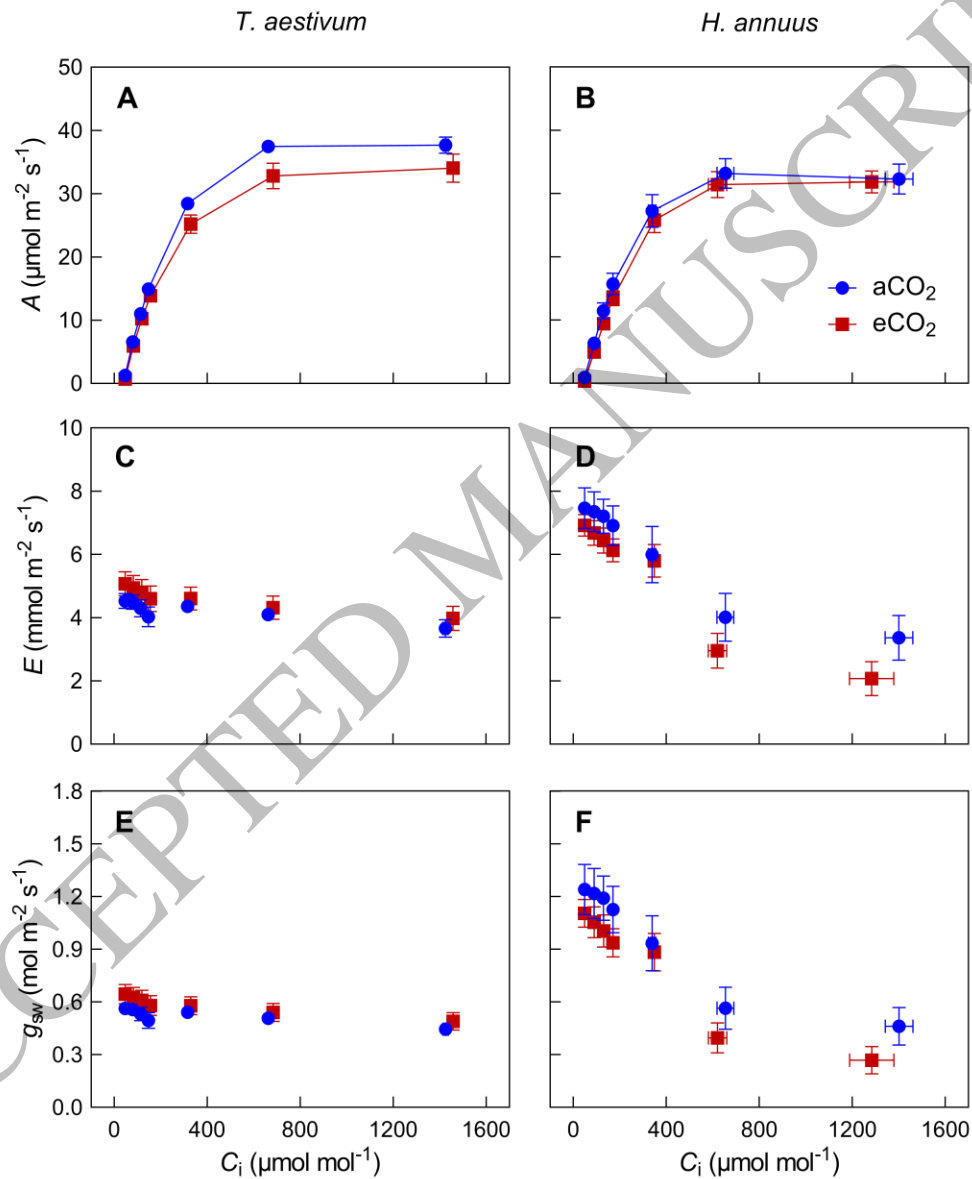 T. aestivum H. annuus
A B
A (µmol m⁻² s⁻¹)
50
40
30
20
10
0
aCO₂
eCO₂
C D
E (mmol m⁻² s⁻¹)
10
8
6
4
2
0
E F
g_sw (mol m⁻² s⁻¹)
1.8
1.5
1.2
0.9
0.6
0.3
0.0
0 400 800 1200 1600 0 400 800 1200 1600
C_i (µmol mol⁻¹) C_i (µmol mol⁻¹)
CCEPTED MANUSCRI